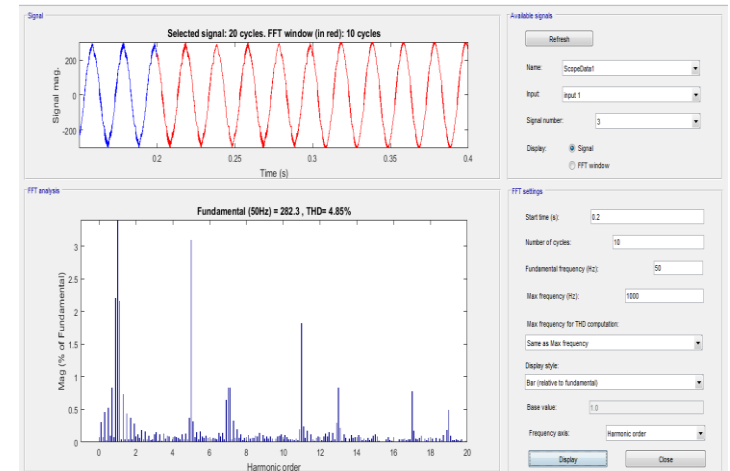 Signal
Selected signal: 20 cycles. FFT window (in red): 10 cycles
Signal mag.
200
0
-200
0.2
0.25
0.3
0.35
0.4
Time (s)
FFT analysis
Fundamental (50Hz) = 282.3 , THD= 4.85%
Mag (% of Fundamental)
3
2.5
2
1.5
1
0.5
0
0
2
4
6
8
10
12
14
16
18
20
Harmonic order
Available signals
Refresh
Name:
ScopeData1
Input:
input 1
Signal number:
3
Display:
Signal
FFT window
FFT settings
Start time (s):
0.2
Number of cycles:
10
Fundamental frequency (Hz):
50
Max frequency (Hz):
1000
Max frequency for THD computation:
Same as Max frequency
Display style:
Bar (relative to fundamental)
Base value:
1.0
Frequency axis:
Harmonic order
Display
Close